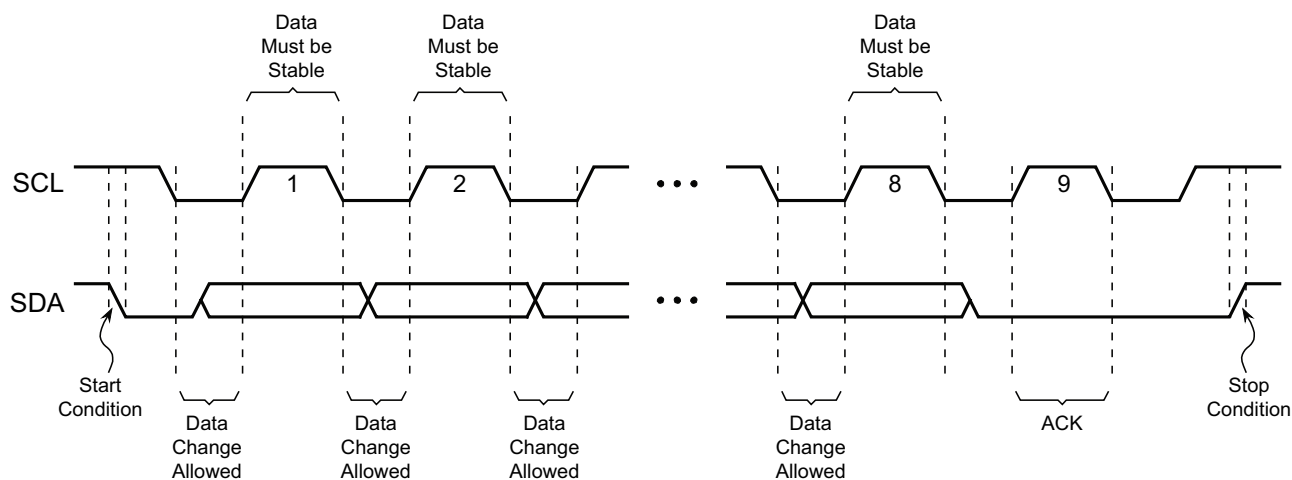 Data
Must be
Stable
Data
Must be
Stable
Data
Must be
Stable
SCL
1
2
•••
8
9
SDA
•••
Start
Condition
Data
Change
Allowed
Data
Change
Allowed
Data
Change
Allowed
Data
Change
Allowed
ACK
Stop
Condition